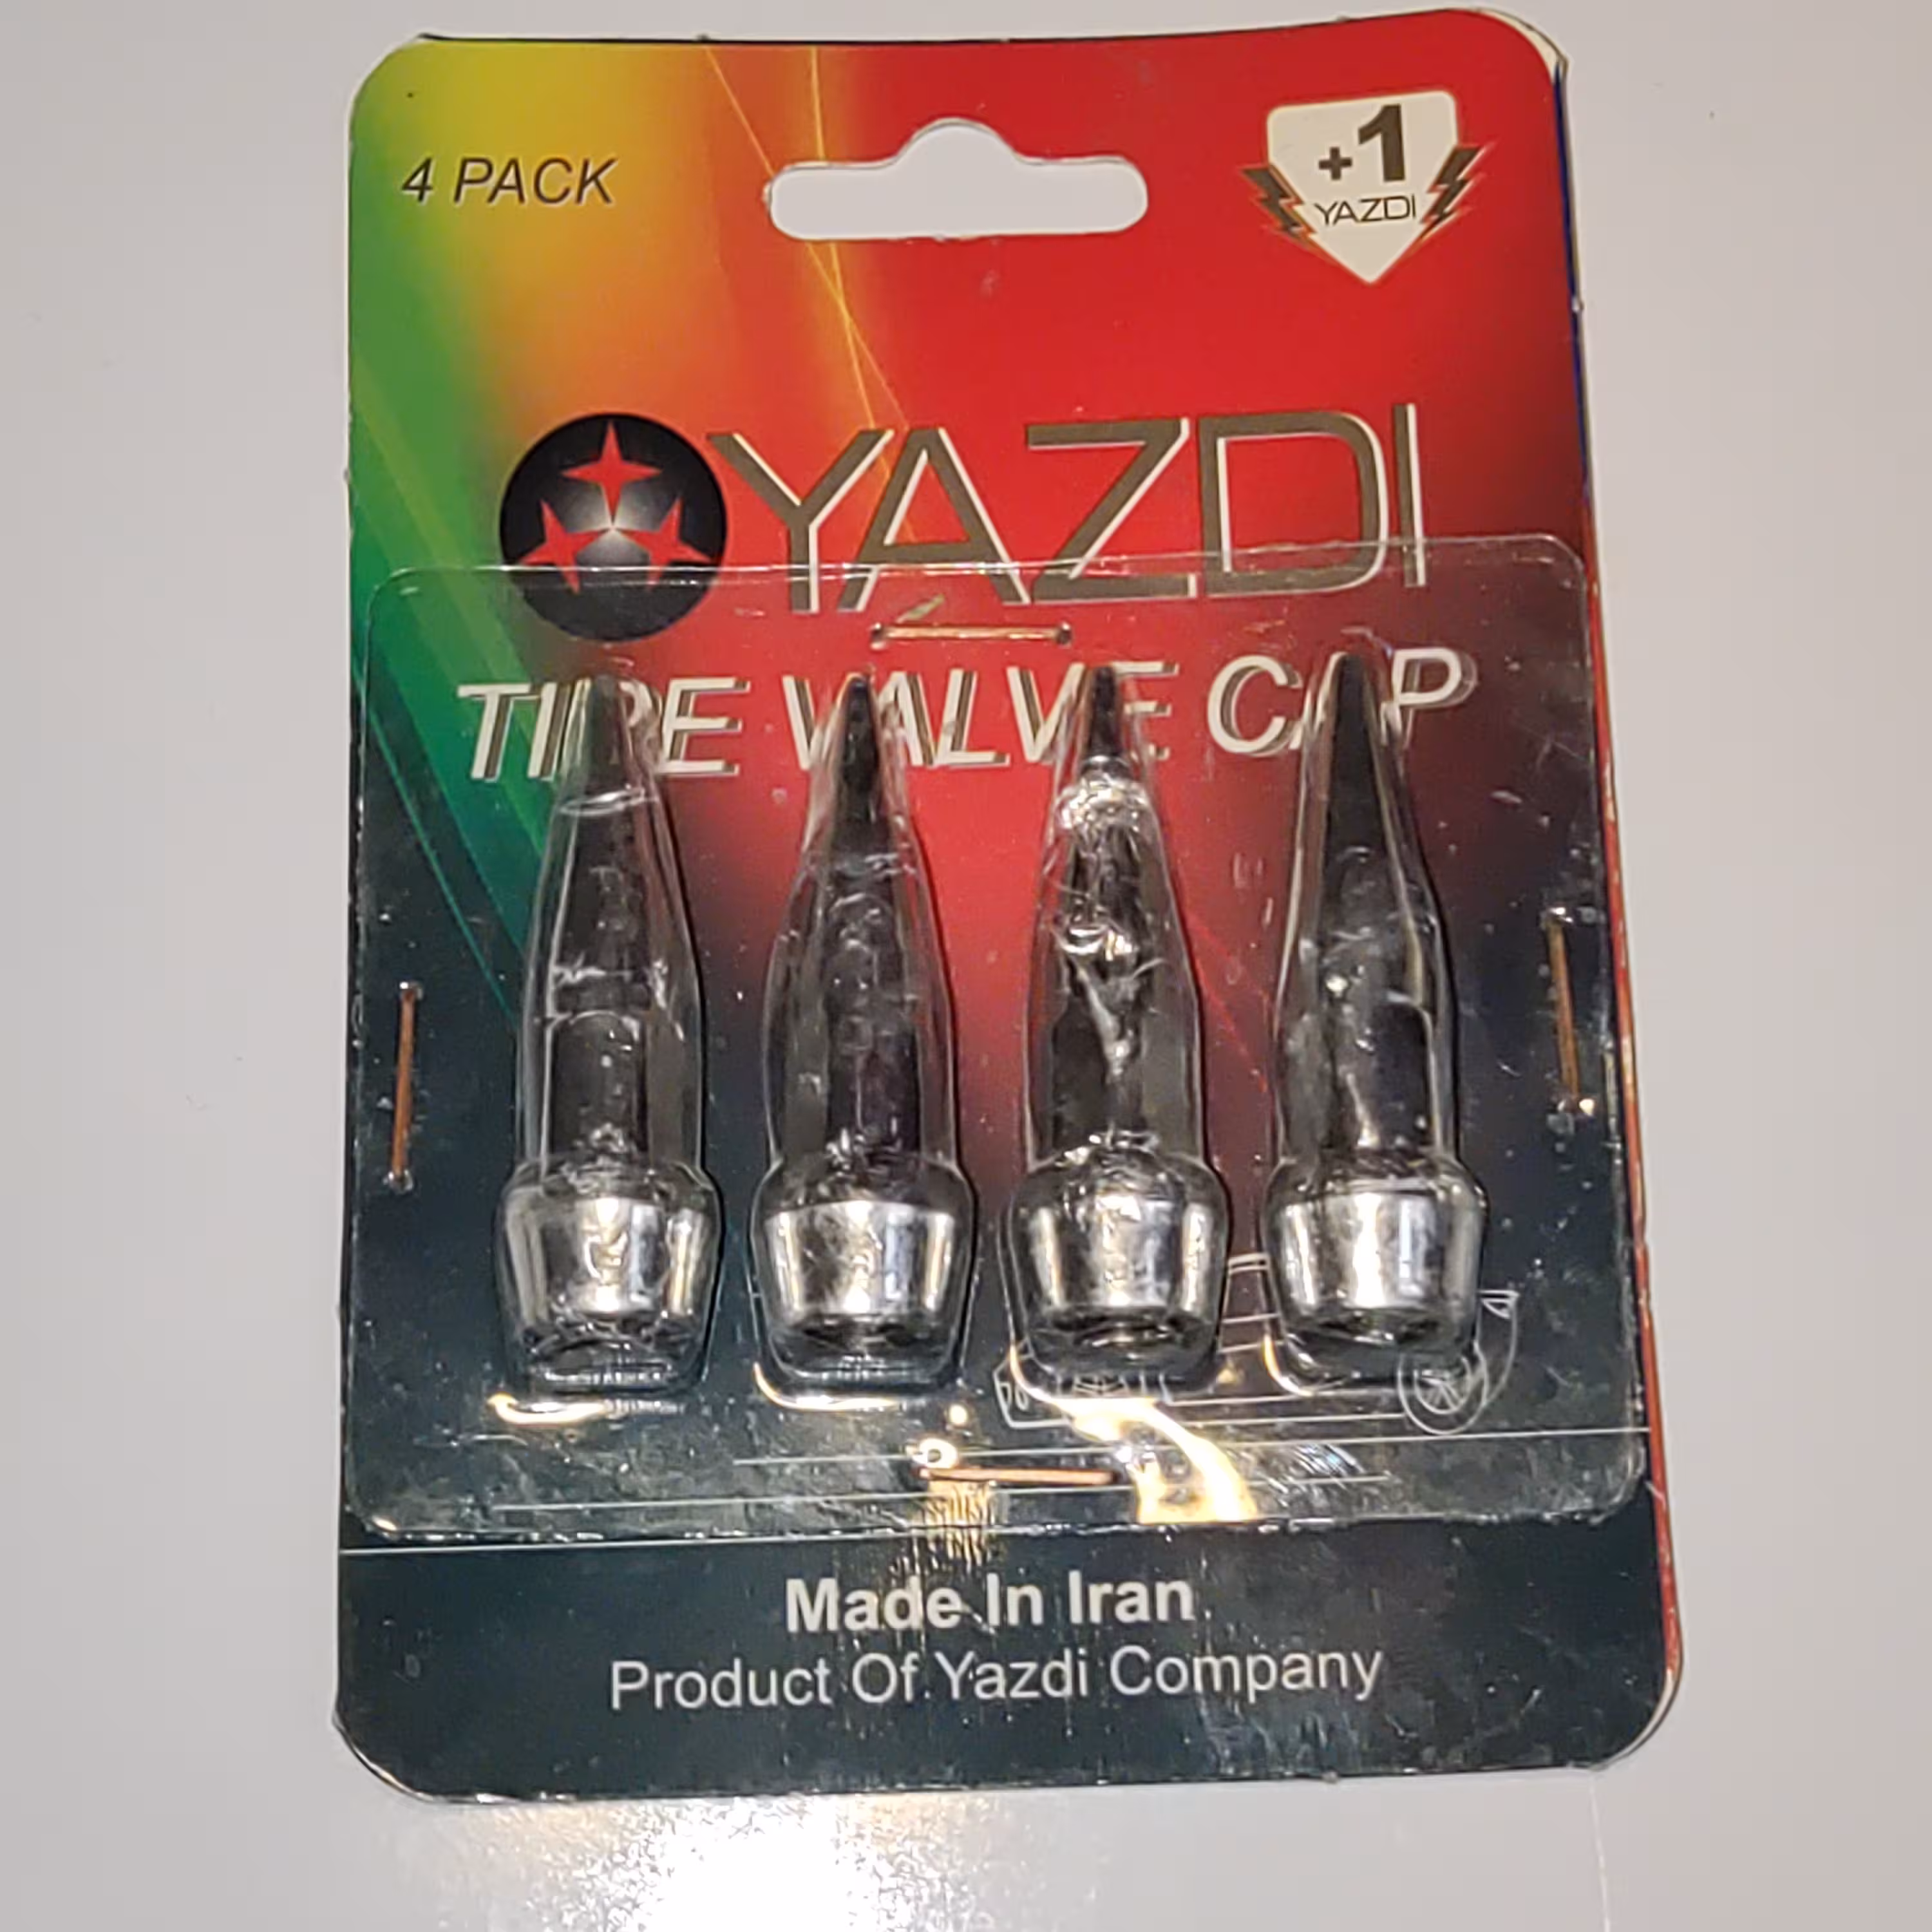 4 PACK
+1
YAZDI
YAZDI
TIRE VALVE CAP
Made In Iran
Product Of Yazdi Company